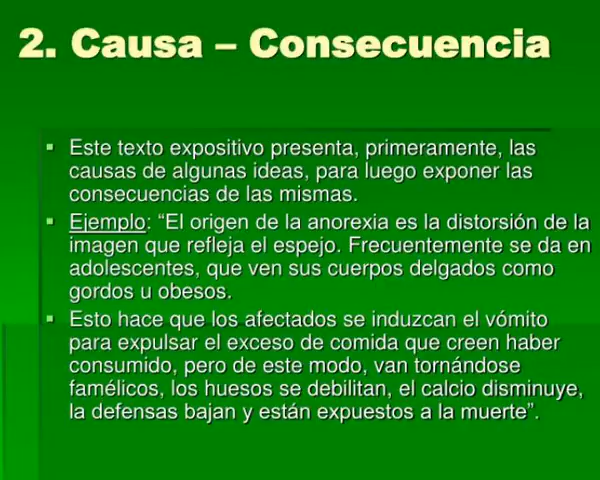 2. Causa – Consecuencia
▪ Este texto expositivo presenta, primeramente, las
causas de algunas ideas, para luego exponer las
consecuencias de las mismas.
▪ Ejemplo: “El origen de la anorexia es la distorsión de la
imagen que refleja el espejo. Frecuentemente se da en
adolescentes, que ven sus cuerpos delgados como
gordos u obesos.
▪ Esto hace que los afectados se induzcan el vómito
para expulsar el exceso de comida que creen haber
consumido, pero de este modo, van tornándose
famélicos, los huesos se debilitan, el calcio disminuye,
la defensas bajan y están expuestos a la muerte”.